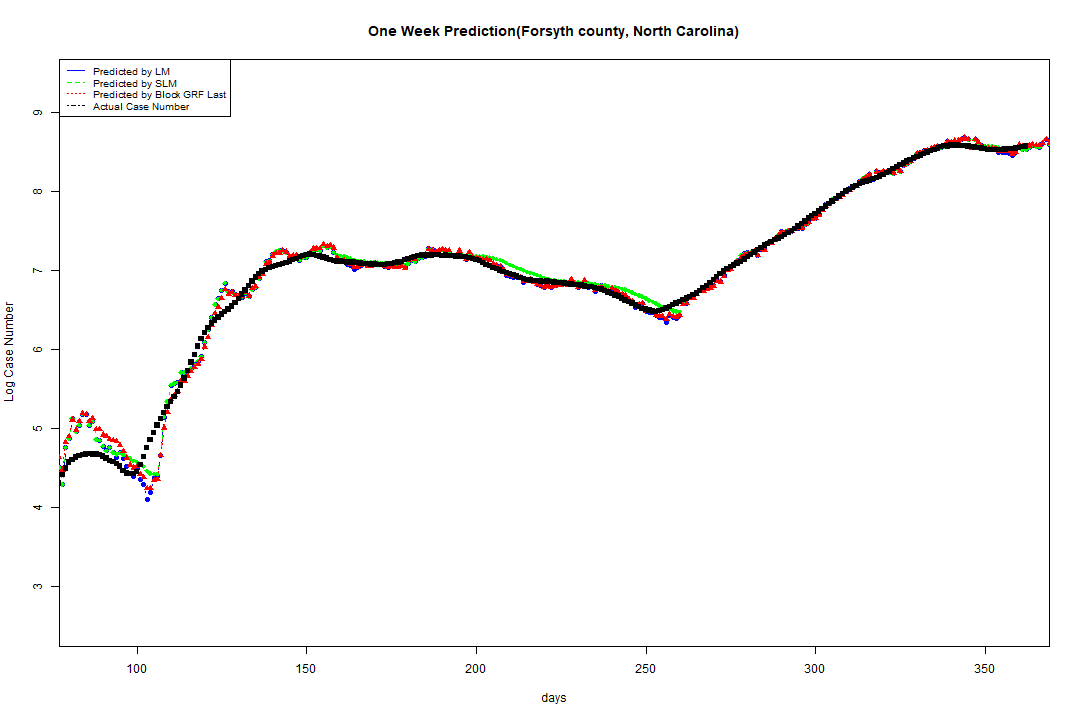 One Week Prediction(Forsyth county, North Carolina)
Predicted by LM
Predicted by SLM
Predicted by Block GRF Last
Actual Case Number
9
8
7
6
5
4
3
Log Case Number
100 150 200 250 300 350
days